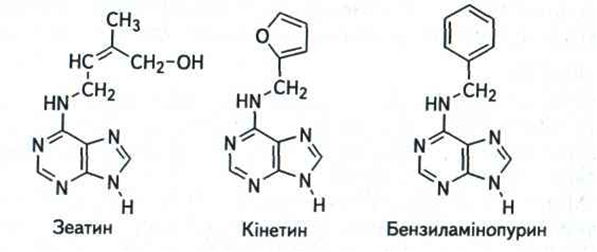 CH₃
HC CH₂–OH
HN CH₂
N N
N N
H
Зеатин
O
HN CH₂
N N
N N
H
Кінетин
HN CH₂
N N
N N
H
Бензиламінопурин